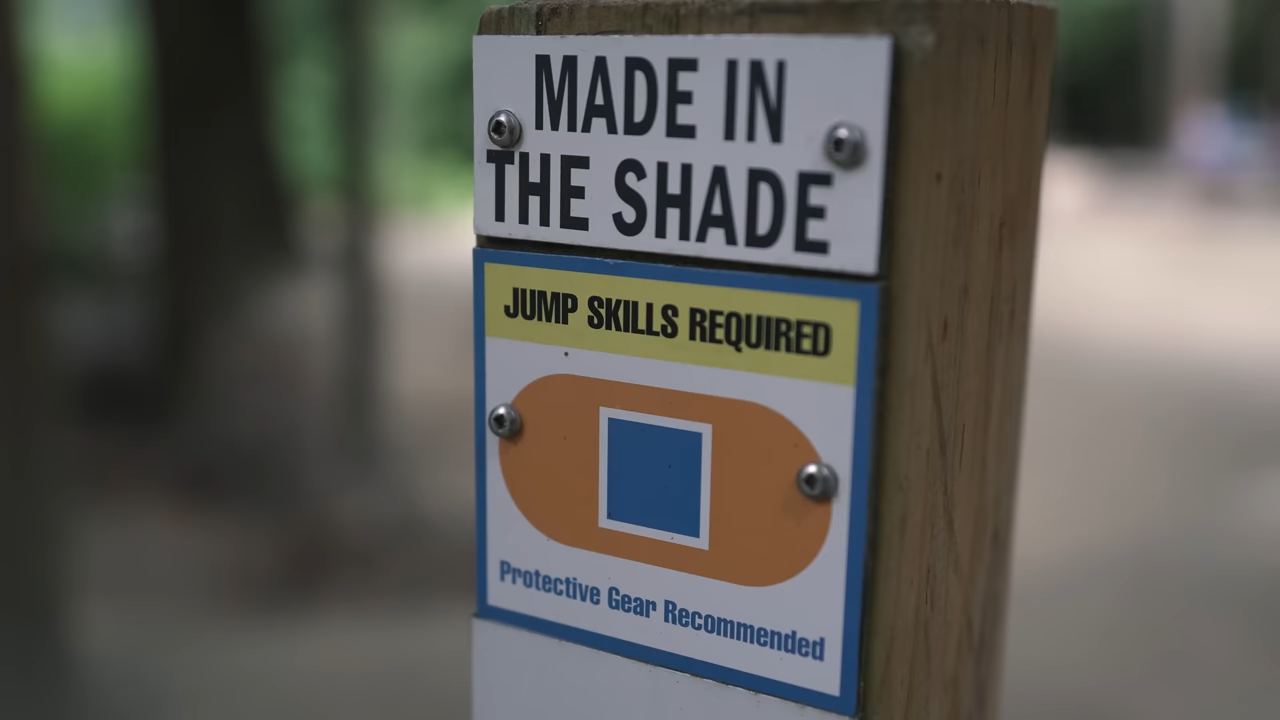 MADE IN
THE SHADE
JUMP SKILLS REQUIRED
Protective Gear Recommended